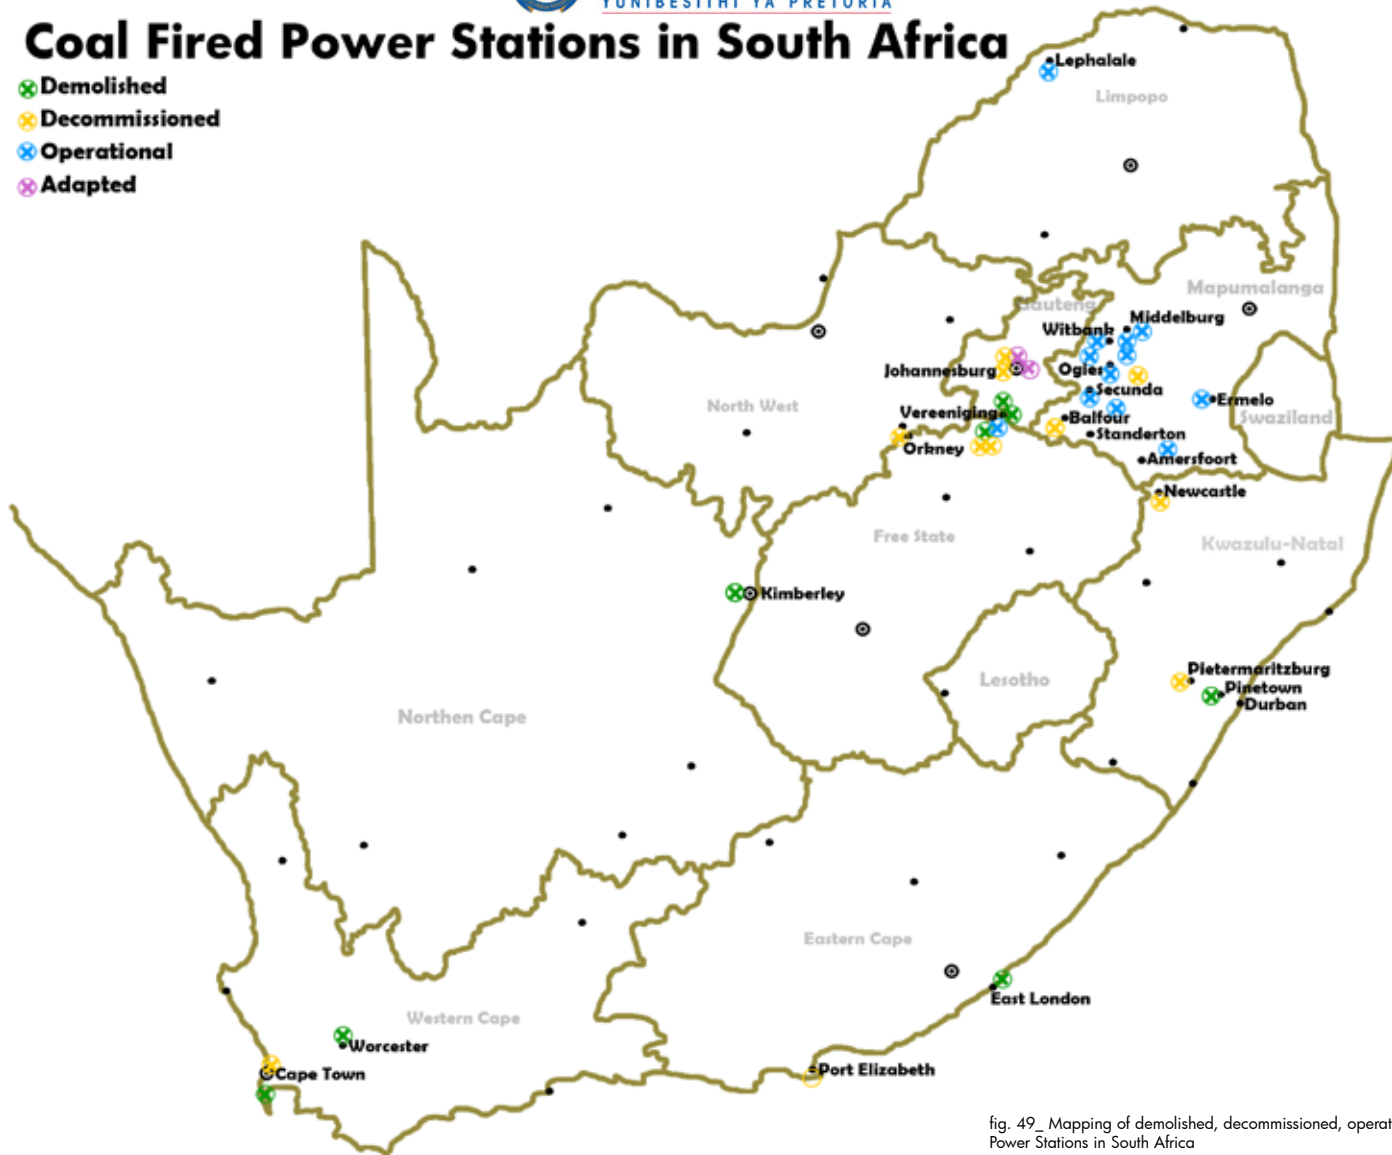 YUNIBESITHI YA PRETORIA
Coal Fired Power Stations in South Africa
Demolished
Decommissioned
Operational
Adapted
Lephalale
Limpopo
Mapumalanga
Gauteng
Middelburg
Witbank
Johannesburg
Ogies
Secunda
Ermelo
North West
Vereeniging
Balfour
Swaziland
Orkney
Standerton
Amersfoort
Newcastle
Free State
Kwazulu-Natal
Kimberley
Pietermaritzburg
Lesotho
Pinetown
Durban
Northen Cape
Eastern Cape
East London
Western Cape
Worcester
Cape Town
Port Elizabeth
fig. 49_ Mapping of demolished, decommissioned, operat
Power Stations in South Africa